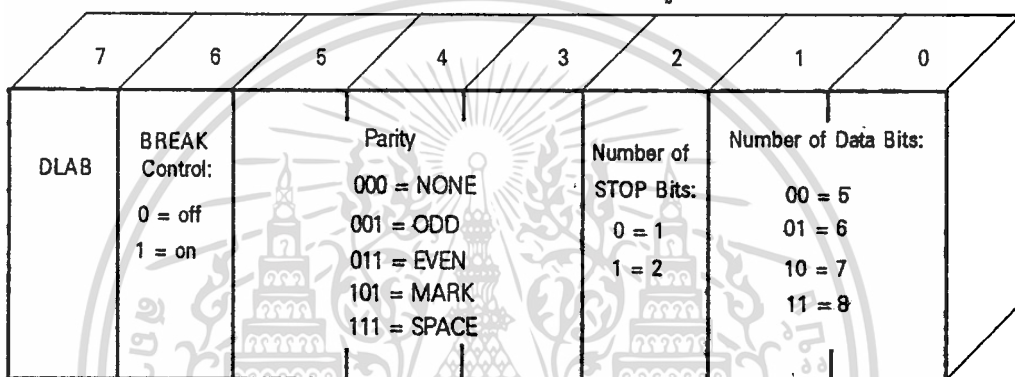 7 6 5 4 3 2 1 0
DLAB
BREAK
Control:
0 = off
1 = on
Parity
000 = NONE
001 = ODD
011 = EVEN
101 = MARK
111 = SPACE
Number of
STOP Bits:
0 = 1
1 = 2
Number of Data Bits:
00 = 5
01 = 6
10 = 7
11 = 8